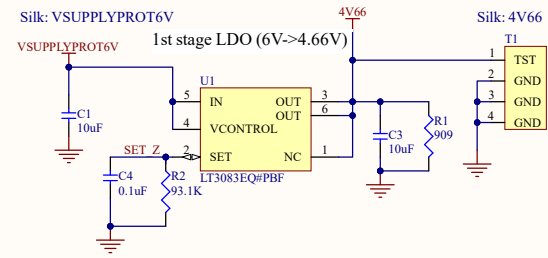 Silk: VSUPPLYPROT6V
4V66
Silk: 4V66
VSUPPLYPROT6V
1st stage LDO (6V->4.66V)
T1
1 TST
2 GND
3 GND
4 GND
U1
5 IN OUT 3
OUT 6
4 VCONTROL
2 SET NC 1
LT3083EQ#PBF
C1
10uF
SET_Z
C4
0.1uF
R2
93.1K
C3
10uF
R1
909